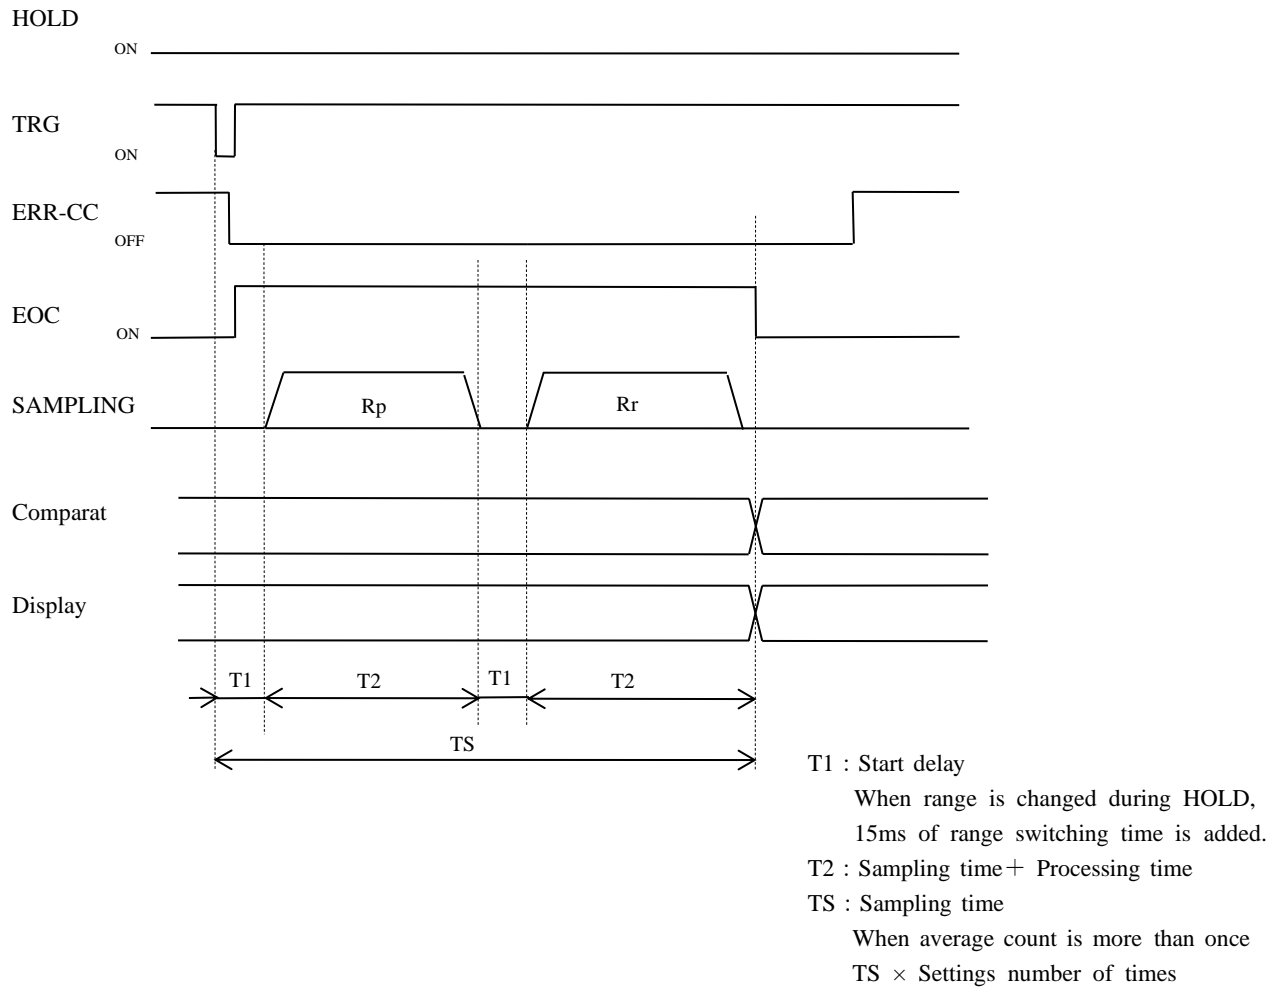 HOLD
ON
TRG
ON
ERR-CC
OFF
EOC
ON
SAMPLING
Rp
Rr
Comparat
Display
T1
T2
T1
T2
TS
T1 : Start delay
When range is changed during HOLD,
15ms of range switching time is added.
T2 : Sampling time＋ Processing time
TS : Sampling time
When average count is more than once
TS × Settings number of times